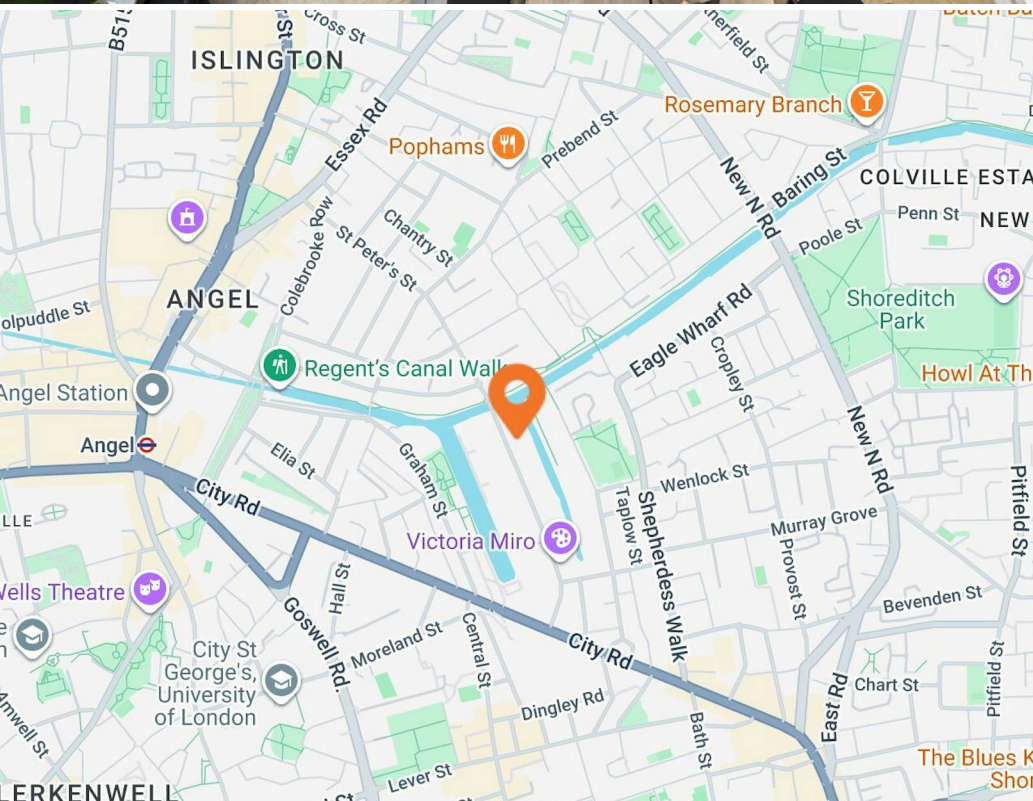 Cross St
B515
St
ISLINGTON
Rosemary Branch
Essex Rd
Pophams
Prebend St
New N Rd
Baring St
COLVILLE ESTA
Penn St
NEW
Colebrooke Row
Chantry St
St Peter's St
Poole St
ANGEL
Shoreditch
Park
olpuddle St
Eagle Wharf Rd
Regent's Canal Walk
Cropley St
Howl At Th
Angel Station
Angel
Elia St
Graham St
New N Rd
City Rd
Wenlock St
Pitfield St
LLE
Taplow St
Shepherdess Walk
Murray Grove
Victoria Miro
Provost St
Wells Theatre
Hall St
Bevenden St
Goswell Rd.
Moreland St
Central St
City Rd
City St
George's,
University
of London
Pitfield St
Chart St
East Rd
Dingley Rd
Amwell St
Bath St
Lever St
The Blues K
Shor
LERKENWELL